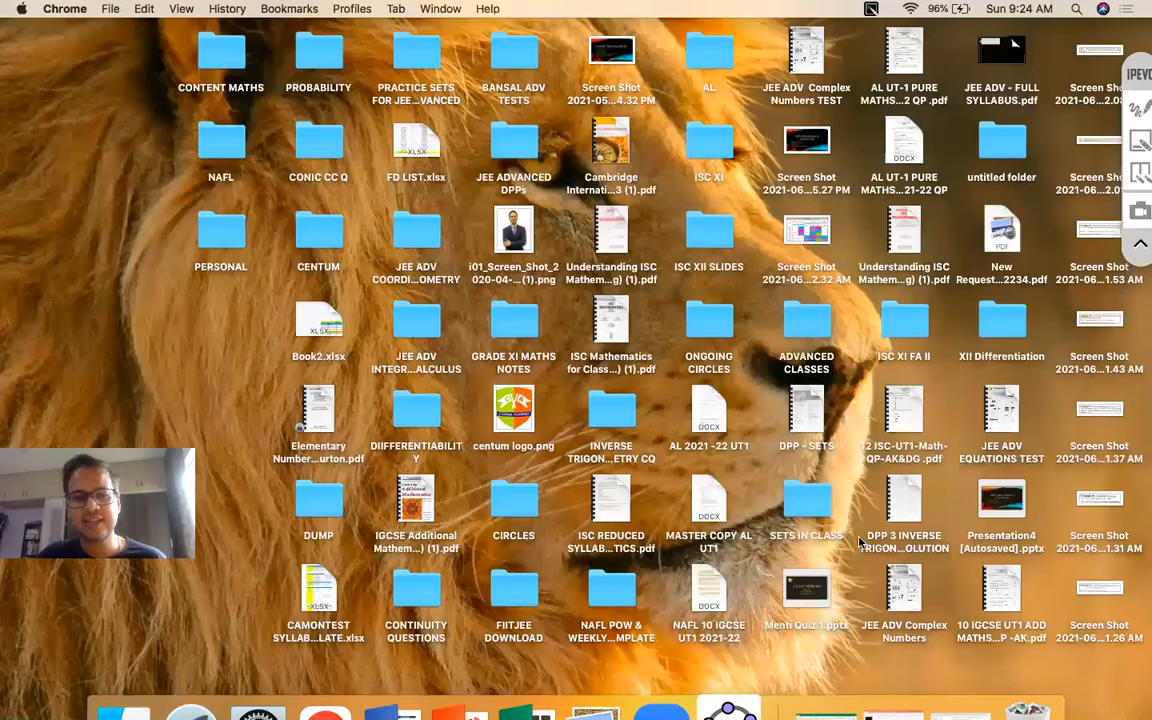 Chrome File Edit View History Bookmarks Profiles Tab Window Help 96% Sun 9:24 AM
IPEVO
CONTENT MATHS
PROBABILITY
PRACTICE SETS
FOR JEE...VANCED
BANSAL ADV
TESTS
Screen Shot
2021-05...4.32 PM
AL
JEE ADV Complex
Numbers TEST
AL UT-1 PURE
MATHS...2 QP .pdf
JEE ADV - FULL
SYLLABUS.pdf
Screen Shot
NAFL
CONIC CC Q
XLSX
FD LIST.xlsx
JEE ADVANCED
DPPs
Cambridge
Internati...3 (1).pdf
ISC XI
Screen Shot
2021-06...5.27 PM
DOCX
AL UT-1 PURE
MATHS...21-22 QP
untitled folder
Screen Shot
PERSONAL
CENTUM
JEE ADV
COORDI...OMETRY
i01_Screen_Shot_2
020-04-... (1).png
Understanding ISC
Mathem...g) (1).pdf
ISC XII SLIDES
Screen Shot
2021-06...2.32 AM
Understanding ISC
Mathem...g) (1).pdf
PDF
New
Request...2234.pdf
Screen Shot
2021-06...1.53 AM
XLSX
Book2.xlsx
JEE ADV
INTEGR...ALCULUS
GRADE XI MATHS
NOTES
ISC Mathematics
for Class...) (1).pdf
ONGOING
CIRCLES
ADVANCED
CLASSES
ISC XI FA II
XII Differentiation
Screen Shot
2021-06...1.43 AM
Elementary
Number...urton.pdf
DIIFFERENTIABILIT
Y
centum logo.png
INVERSE
TRIGON...ETRY CQ
DOCX
AL 2021 -22 UT1
DPP - SETS
12 ISC-UT1-Math-
QP-AK&DG .pdf
JEE ADV
EQUATIONS TEST
Screen Shot
2021-06...1.37 AM
DUMP
IGCSE Additional
Mathem...) (1).pdf
CIRCLES
ISC REDUCED
SYLLAB...TICS.pdf
DOCX
MASTER COPY AL
UT1
SETS IN CLASS
DPP 3 INVERSE
TRIGON...OLUTION
Presentation4
[Autosaved].pptx
Screen Shot
2021-06...1.31 AM
XLSX
CAMONTEST
SYLLAB...LATE.xlsx
CONTINUITY
QUESTIONS
FIITJEE
DOWNLOAD
NAFL POW &
WEEKLY...MPLATE
DOCX
NAFL 10 IGCSE
UT1 2021-22
Menti Quiz 1.pptx
JEE ADV Complex
Numbers
10 IGCSE UT1 ADD
MATHS...P -AK.pdf
Screen Shot
2021-06...1.26 AM